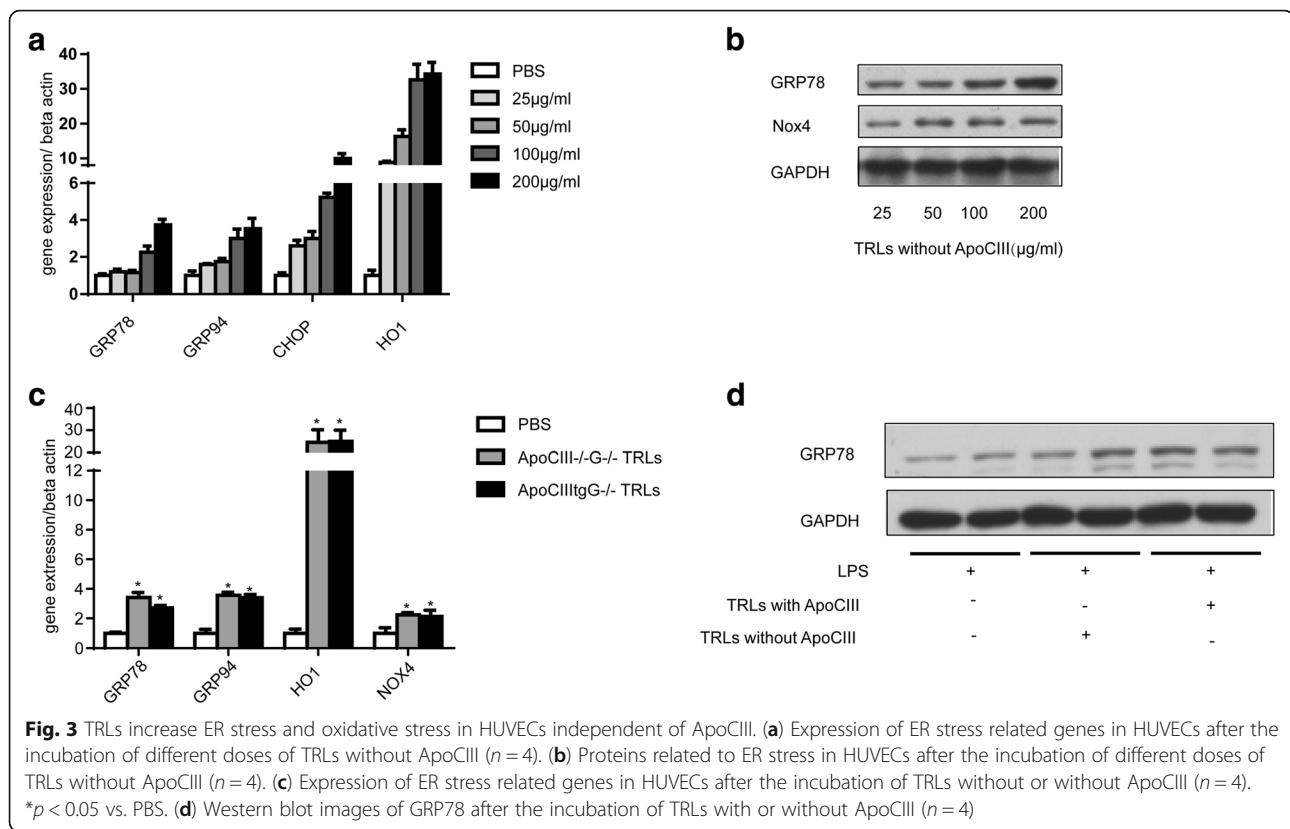 a
gene expression/ beta actin
40
30
20
10
6
4
2
0
GRP78
GRP94
CHOP
HO1
PBS
25μg/ml
50μg/ml
100μg/ml
200μg/ml
b
GRP78
Nox4
GAPDH
25 50 100 200
TRLs without ApoCIII(μg/ml)
c
gene extression/beta actin
40
30
20
12
10
8
6
4
2
0
* * * * * * * *
GRP78
GRP94
HO1
NOX4
PBS
ApoCIII-/-G-/- TRLs
ApoCIIItgG-/- TRLs
d
GRP78
GAPDH
LPS + + +
TRLs with ApoCIII - - +
TRLs without ApoCIII - + -
Fig. 3 TRLs increase ER stress and oxidative stress in HUVECs independent of ApoCIII. (a) Expression of ER stress related genes in HUVECs after the
incubation of different doses of TRLs without ApoCIII (n = 4). (b) Proteins related to ER stress in HUVECs after the incubation of different doses of
TRLs without ApoCIII (n = 4). (c) Expression of ER stress related genes in HUVECs after the incubation of TRLs without or without ApoCIII (n = 4).
*p < 0.05 vs. PBS. (d) Western blot images of GRP78 after the incubation of TRLs with or without ApoCIII (n = 4)